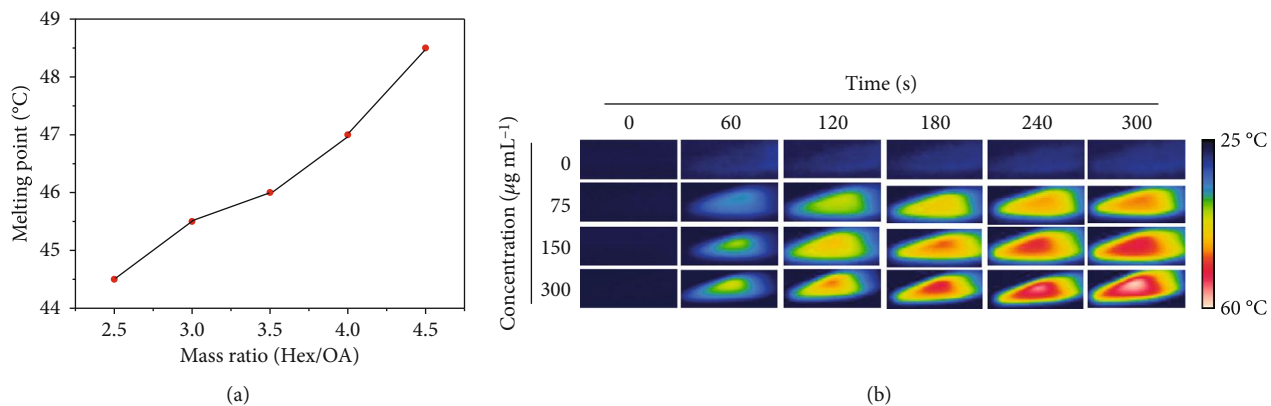 49
48
47
46
45
44
Melting point (°C)
2.5 3.0 3.5 4.0 4.5
Mass ratio (Hex/OA)
(a)
Time (s)
0 60 120 180 240 300
Concentration (μg mL⁻¹)
0
75
150
300
25 °C
60 °C
(b)